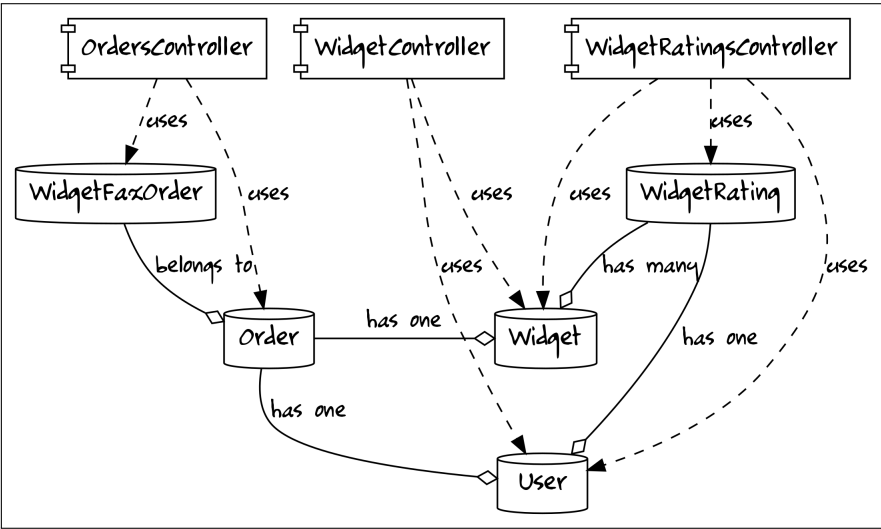 OrdersController
WidgetController
WidgetRatingsController
uses
uses
WidgetFaxOrder
WidgetRating
uses
uses
uses
belongs to
uses
has many
uses
has one
Order
Widget
has one
has one
User